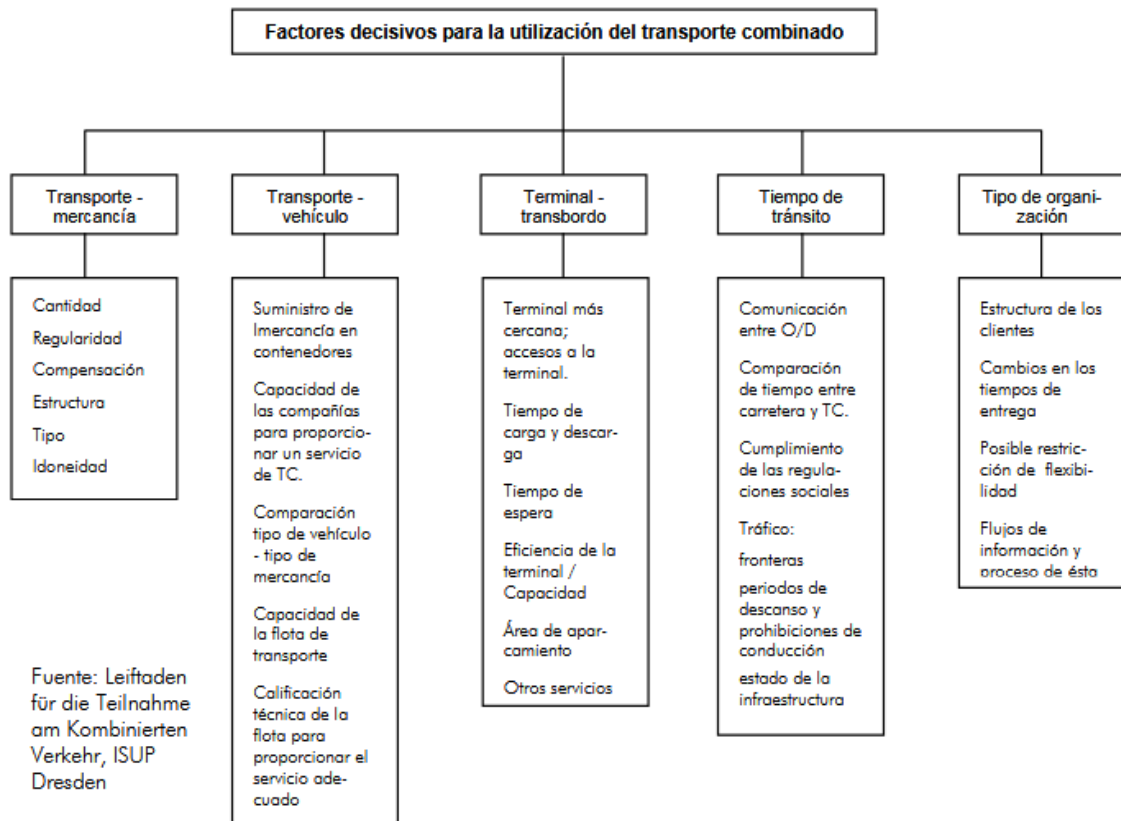 Factores decisivos para la utilización del transporte combinado
Transporte -
mercancía
Cantidad
Regularidad
Compensación
Estructura
Tipo
Idoneidad
Transporte -
vehículo
Suministro de
lmercancía en
contenedores
Capacidad de
las compañías
para proporcio-
nar un servicio
de TC.
Comparación
tipo de vehículo
- tipo de
mercancía
Capacidad de
la flota de
transporte
Calificación
técnica de la
flota para
proporcionar el
servicio ade-
cuado
Terminal -
transbordo
Terminal más
cercana;
accesos a la
terminal.
Tiempo de
carga y descar-
ga
Tiempo de
espera
Eficiencia de la
terminal /
Capacidad
Área de apar-
camiento
Otros servicios
Tiempo de
tránsito
Comunicación
entre O/D
Comparación
de tiempo entre
carretera y TC.
Cumplimiento
de las regula-
ciones sociales
Tráfico:
fronteras
periodos de
descanso y
prohibiciones de
conducción
estado de la
infraestructura
Tipo de organi-
zación
Estructura de los
clientes
Cambios en los
tiempos de
entrega
Posible restric-
ción de flexibi-
lidad
Flujos de
información y
proceso de ésta
Fuente: Leiftaden
für die Teilnahme
am Kombinierten
Verkehr, ISUP
Dresden